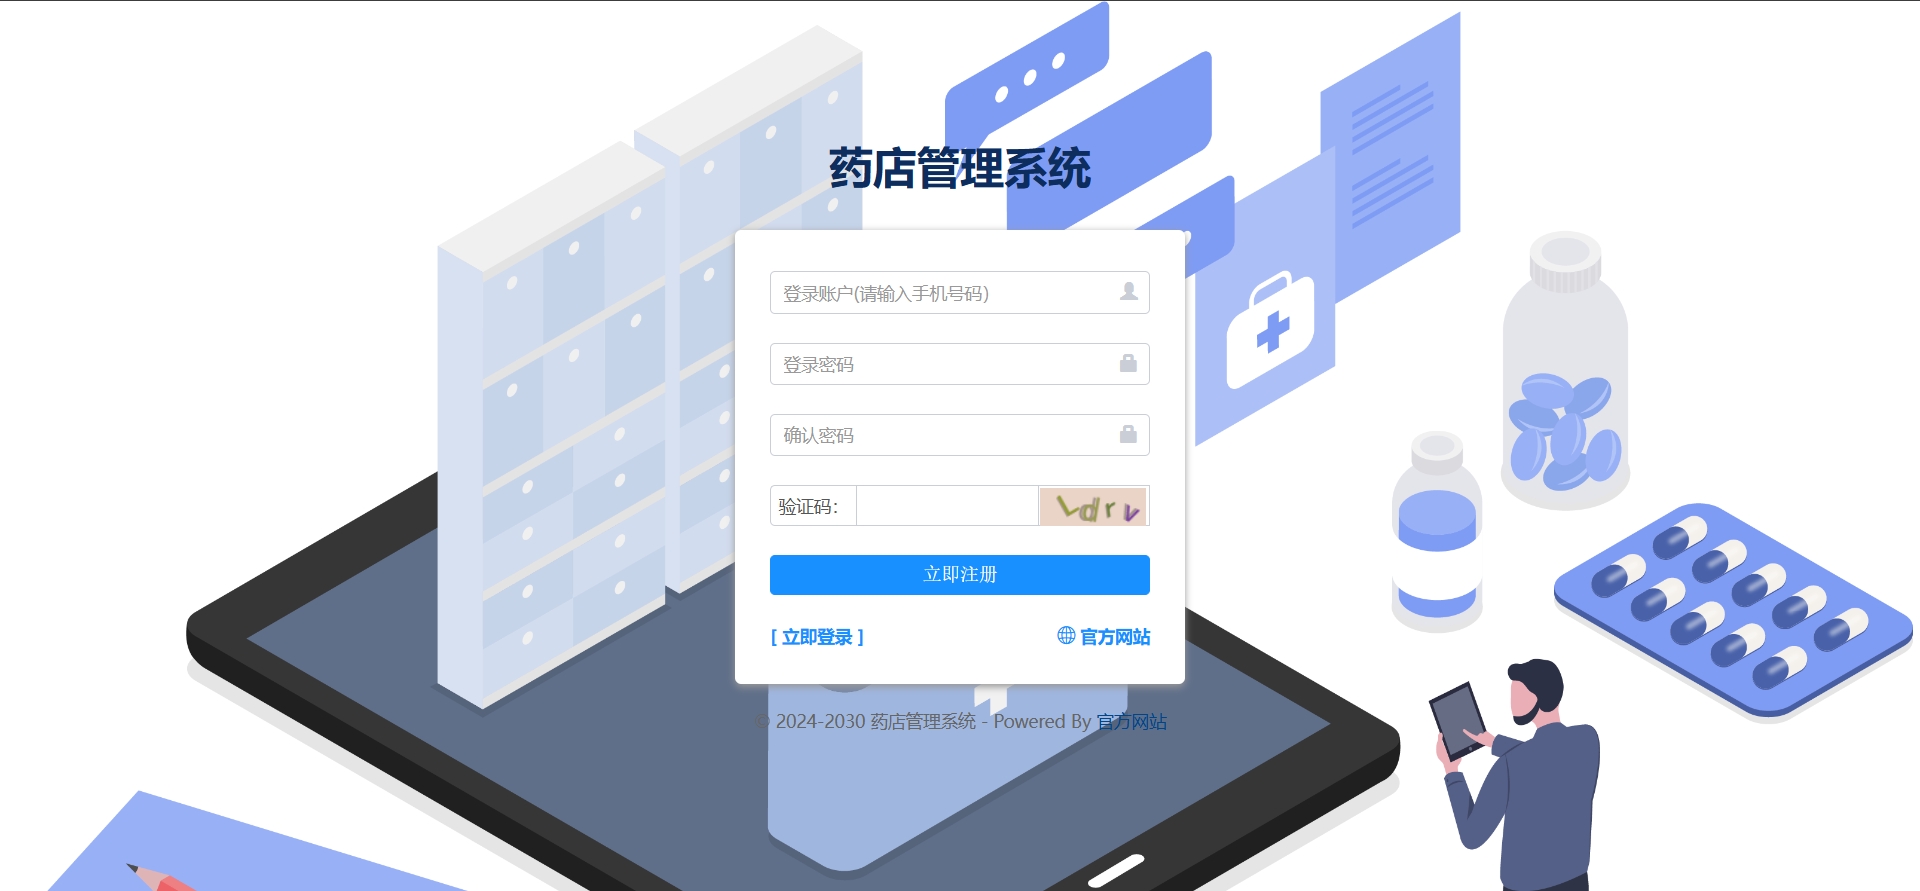 药店管理系统
登录账户(请输入手机号码)
登录密码
确认密码
验证码:
Ldrv
立即注册
[ 立即登录 ]
官方网站
© 2024-2030 药店管理系统 - Powered By 官方网站